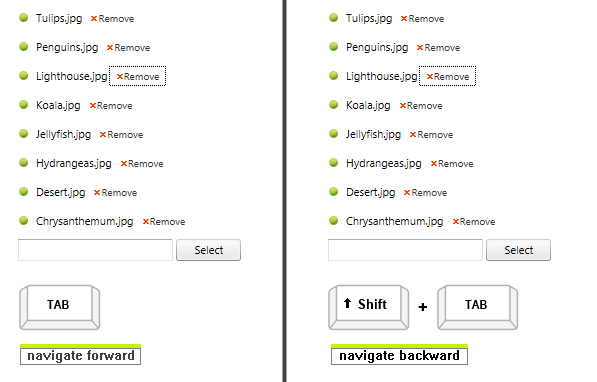 Tulips.jpg ×Remove
Penguins.jpg ×Remove
Lighthouse.jpg ×Remove
Koala.jpg ×Remove
Jellyfish.jpg ×Remove
Hydrangeas.jpg ×Remove
Desert.jpg ×Remove
Chrysanthemum.jpg ×Remove
Select
TAB
navigate forward
Tulips.jpg ×Remove
Penguins.jpg ×Remove
Lighthouse.jpg ×Remove
Koala.jpg ×Remove
Jellyfish.jpg ×Remove
Hydrangeas.jpg ×Remove
Desert.jpg ×Remove
Chrysanthemum.jpg ×Remove
Select
⬆ Shift + TAB
navigate backward